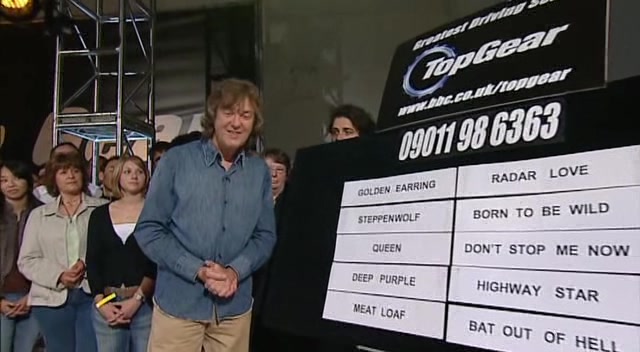 Greatest Driving So
TopGear
www.bbc.co.uk/topgear
09011 98 6363
GOLDEN EARRING RADAR LOVE
STEPPENWOLF BORN TO BE WILD
QUEEN DON'T STOP ME NOW
DEEP PURPLE HIGHWAY STAR
MEAT LOAF BAT OUT OF HELL